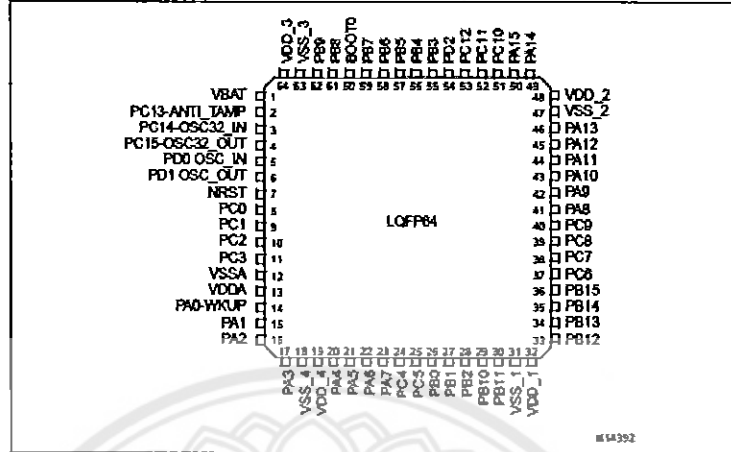 VDD_3 VSS_3 PB9 PB8 BOOT0 PB7 PB6 PB5 PB4 PB3 PD2 PC12 PC11 PC10 PA15 PA14
64 63 62 61 60 59 58 57 56 55 54 53 52 51 50 49
VBAT 1
PC13-ANTI_TAMP 2
PC14-OSC32_IN 3
PC15-OSC32_OUT 4
PD0 OSC_IN 5
PD1 OSC_OUT 6
NRST 7
PC0 8
PC1 9
PC2 10
PC3 11
VSSA 12
VDDA 13
PA0-WKUP 14
PA1 15
PA2 16
LQFP64
48 VDD_2
47 VSS_2
46 PA13
45 PA12
44 PA11
43 PA10
42 PA9
41 PA8
40 PC9
39 PC8
38 PC7
37 PC6
36 PB15
35 PB14
34 PB13
33 PB12
17 18 19 20 21 22 23 24 25 26 27 28 29 30 31 32
PA3 VSS_4 VDD_4 PA4 PA5 PA6 PA7 PC4 PC5 PB0 PB1 PB2 PB10 PB11 VSS_1 VDD_1